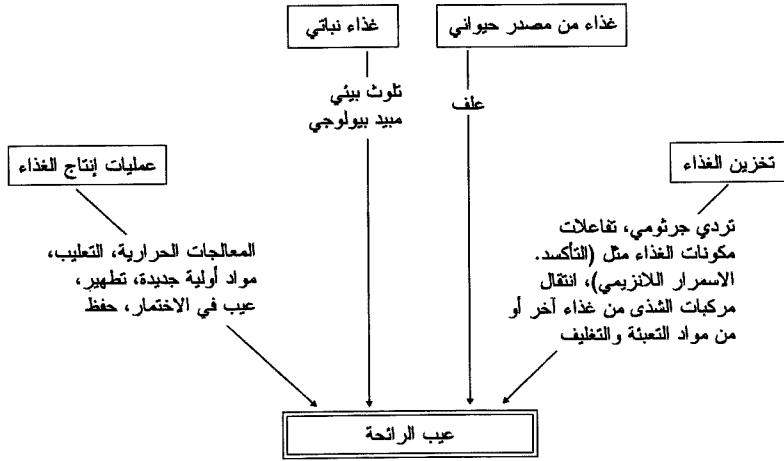 غذاء من مصدر حيواني
غذاء نباتي
علف
تلوث بيئي
مبيد بيولوجي
تخزين الغذاء
عمليات إنتاج الغذاء
تردي جرثومي، تفاعلات
مكونات الغذاء مثل (التأكسد.
الاسمرار اللانزيمي)، انتقال
مركبات الشذى من غذاء آخر أو
من مواد التعبئة والتغليف
المعالجات الحرارية، التعليب،
مواد أولية جديدة، تطهير،
عيب في الاختمار، حفظ
عيب الرائحة